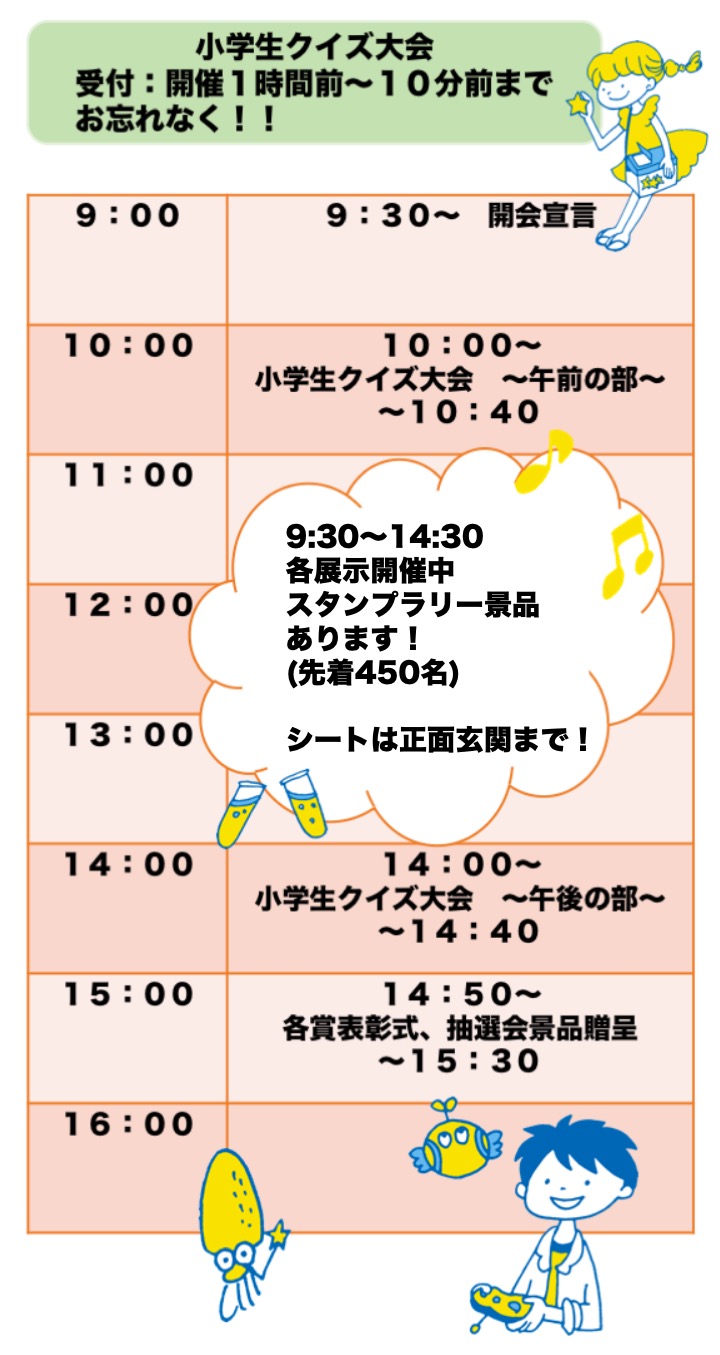 小学生クイズ大会
受付：開催１時間前～１０分前まで
お忘れなく！！
９：００
９：３０～　開会宣言
１０：００
１０：００～
小学生クイズ大会　～午前の部～
～１０：４０
１１：００
9:30～14:30
各展示開催中
スタンプラリー景品
あります！
(先着450名)
シートは正面玄関まで！
１２：００
１３：００
１４：００
１４：００～
小学生クイズ大会　～午後の部～
～１４：４０
１５：００
１４：５０～
各賞表彰式、抽選会景品贈呈
～１５：３０
１６：００